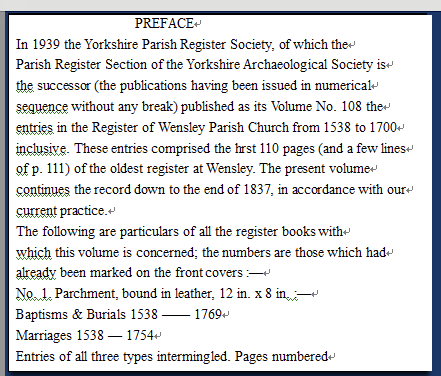 PREFACE
In 1939 the Yorkshire Parish Register Society, of which the
Parish Register Section of the Yorkshire Archaeological Society is
the successor (the publications having been issued in numerical
sequence without any break) published as its Volume No. 108 the
entries in the Register of Wensley Parish Church from 1538 to 1700
inclusive. These entries comprised the hrst 110 pages (and a few lines
of p. 111) of the oldest register at Wensley. The present volume
continues the record down to the end of 1837, in accordance with our
current practice.
The following are particulars of all the register books with
which this volume is concerned; the numbers are those which had
already been marked on the front covers :—
No. 1. Parchment, bound in leather, 12 in. x 8 in. :—
Baptisms & Burials 1538 —— 1769
Marriages 1538 — 1754
Entries of all three types intermingled. Pages numbered